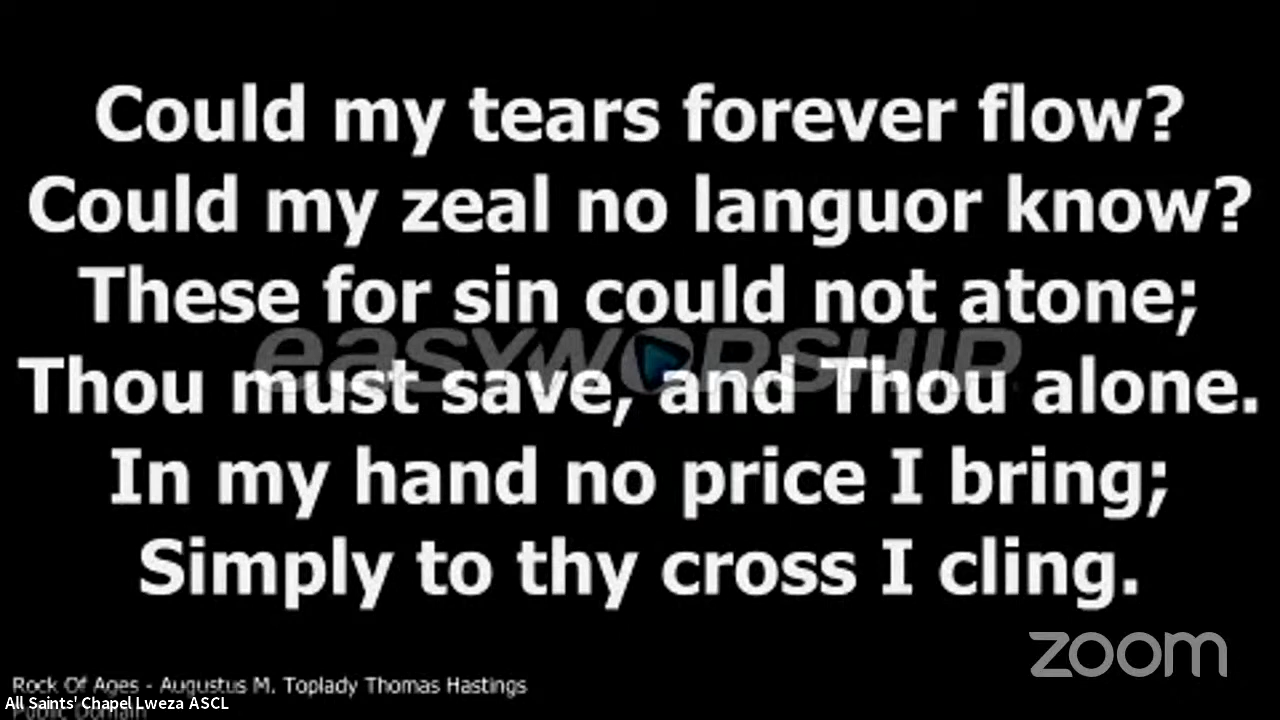 Could my tears forever flow?
Could my zeal no languor know?
These for sin could not atone;
easyworship
Thou must save, and Thou alone.
In my hand no price I bring;
Simply to thy cross I cling.
zoom
Rock Of Ages - Augustus M. Toplady Thomas Hastings
All Saints' Chapel Lweza ASCL
Public Domain